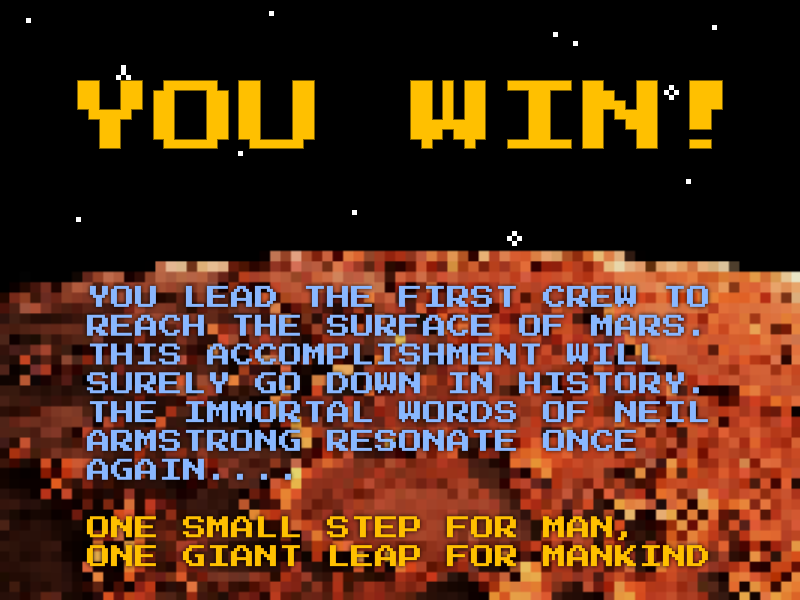 YOU WIN!
YOU LEAD THE FIRST CREW TO
REACH THE SURFACE OF MARS.
THIS ACCOMPLISHMENT WILL
SURELY GO DOWN IN HISTORY.
THE IMMORTAL WORDS OF NEIL
ARMSTRONG RESONATE ONCE
AGAIN....
ONE SMALL STEP FOR MAN,
ONE GIANT LEAP FOR MANKIND